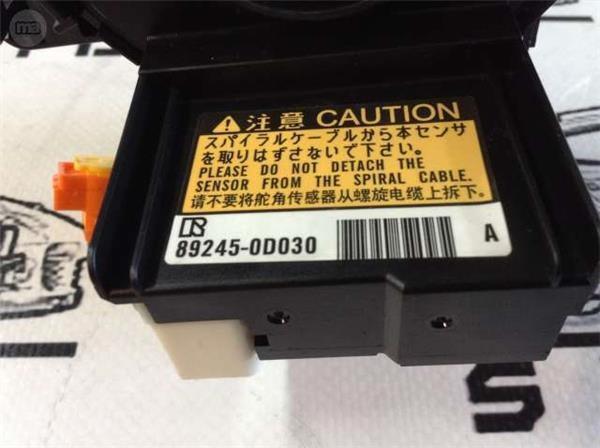 ma
注意 CAUTION
スパイラルケーブルから本センサ
を取りはずさないで下さい。
PLEASE DO NOT DETACH THE
SENSOR FROM THE SPIRAL CABLE.
请不要将舵角传感器从螺旋电缆上拆下.
89245-0D030
A
S